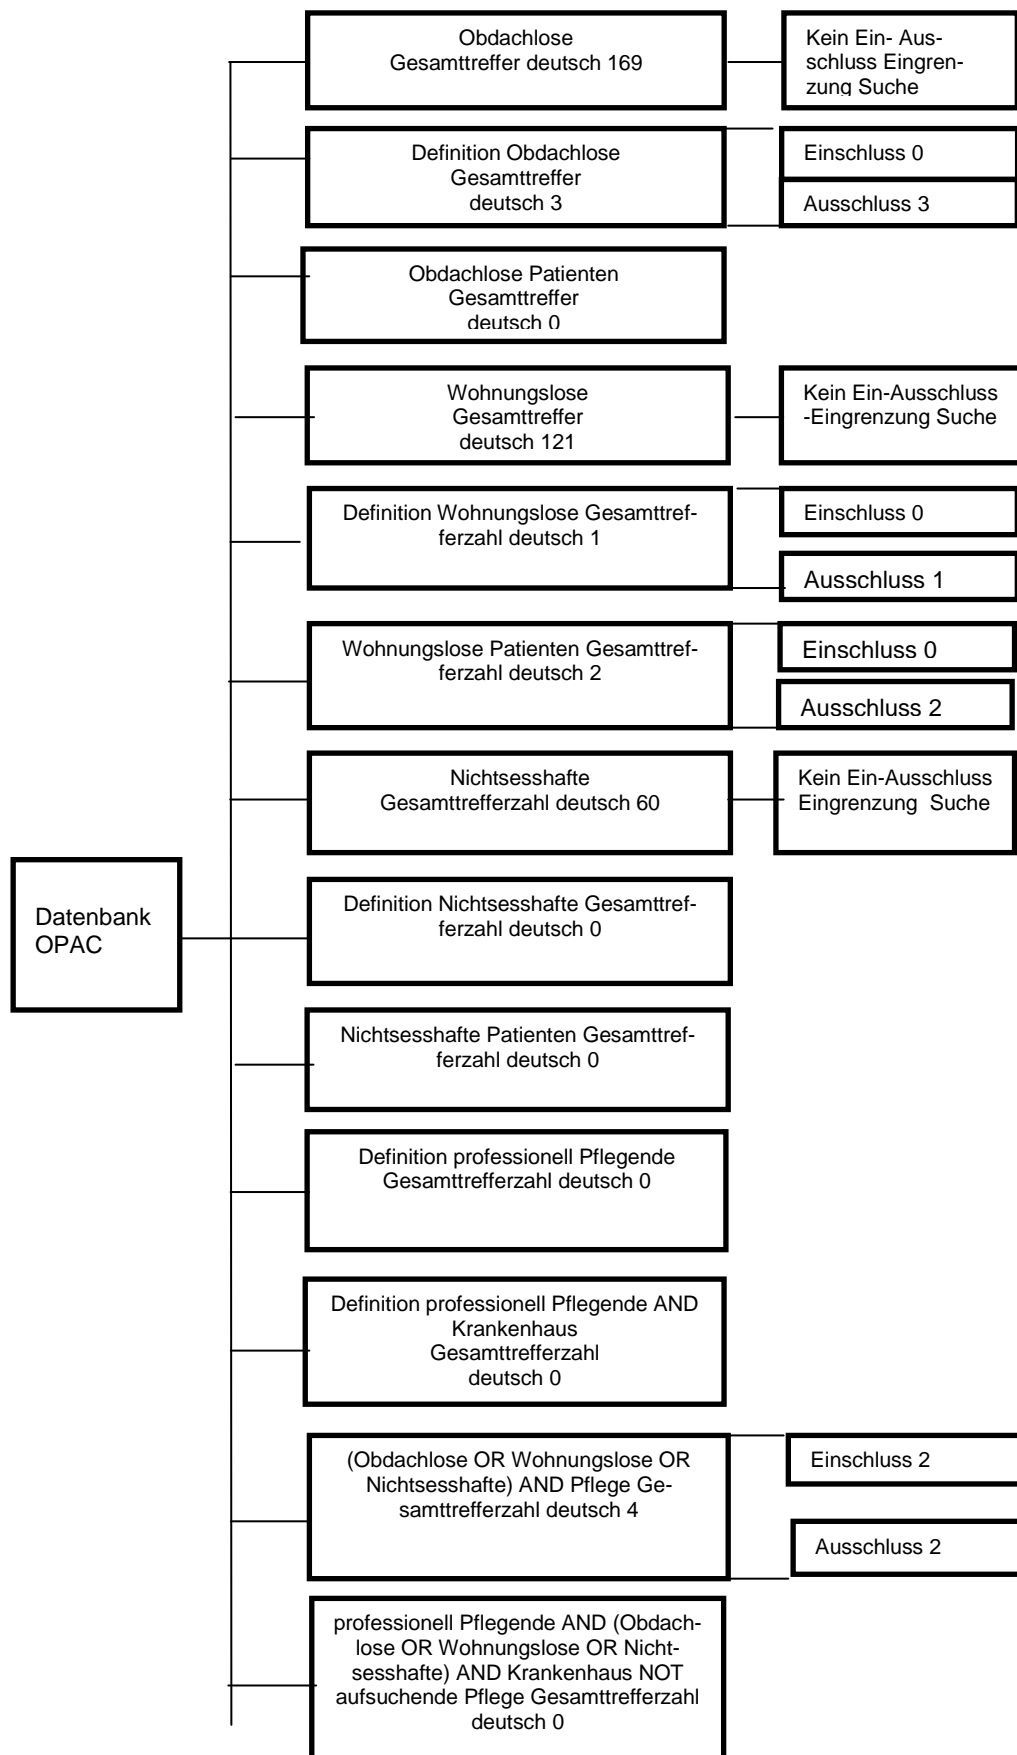 Obdachlose
Gesamttreffer deutsch 169
Kein Ein- Aus-
schluss Eingren-
zung Suche
Definition Obdachlose
Gesamttreffer
deutsch 3
Einschluss 0
Ausschluss 3
Obdachlose Patienten
Gesamttreffer
deutsch 0
Wohnungslose
Gesamttreffer
deutsch 121
Kein Ein-Ausschluss
-Eingrenzung Suche
Definition Wohnungslose Gesamttref-
ferzahl deutsch 1
Einschluss 0
Ausschluss 1
Wohnungslose Patienten Gesamttref-
ferzahl deutsch 2
Einschluss 0
Ausschluss 2
Nichtsesshafte
Gesamttrefferzahl deutsch 60
Kein Ein-Ausschluss
Eingrenzung Suche
Datenbank
OPAC
Definition Nichtsesshafte Gesamttref-
ferzahl deutsch 0
Nichtsesshafte Patienten Gesamttref-
ferzahl deutsch 0
Definition professionell Pflegende
Gesamttrefferzahl deutsch 0
Definition professionell Pflegende AND
Krankenhaus
Gesamttrefferzahl
deutsch 0
(Obdachlose OR Wohnungslose OR
Nichtsesshafte) AND Pflege Ge-
samttrefferzahl deutsch 4
Einschluss 2
Ausschluss 2
professionell Pflegende AND (Obdach-
lose OR Wohnungslose OR Nicht-
sesshafte) AND Krankenhaus NOT
aufsuchende Pflege Gesamttrefferzahl
deutsch 0